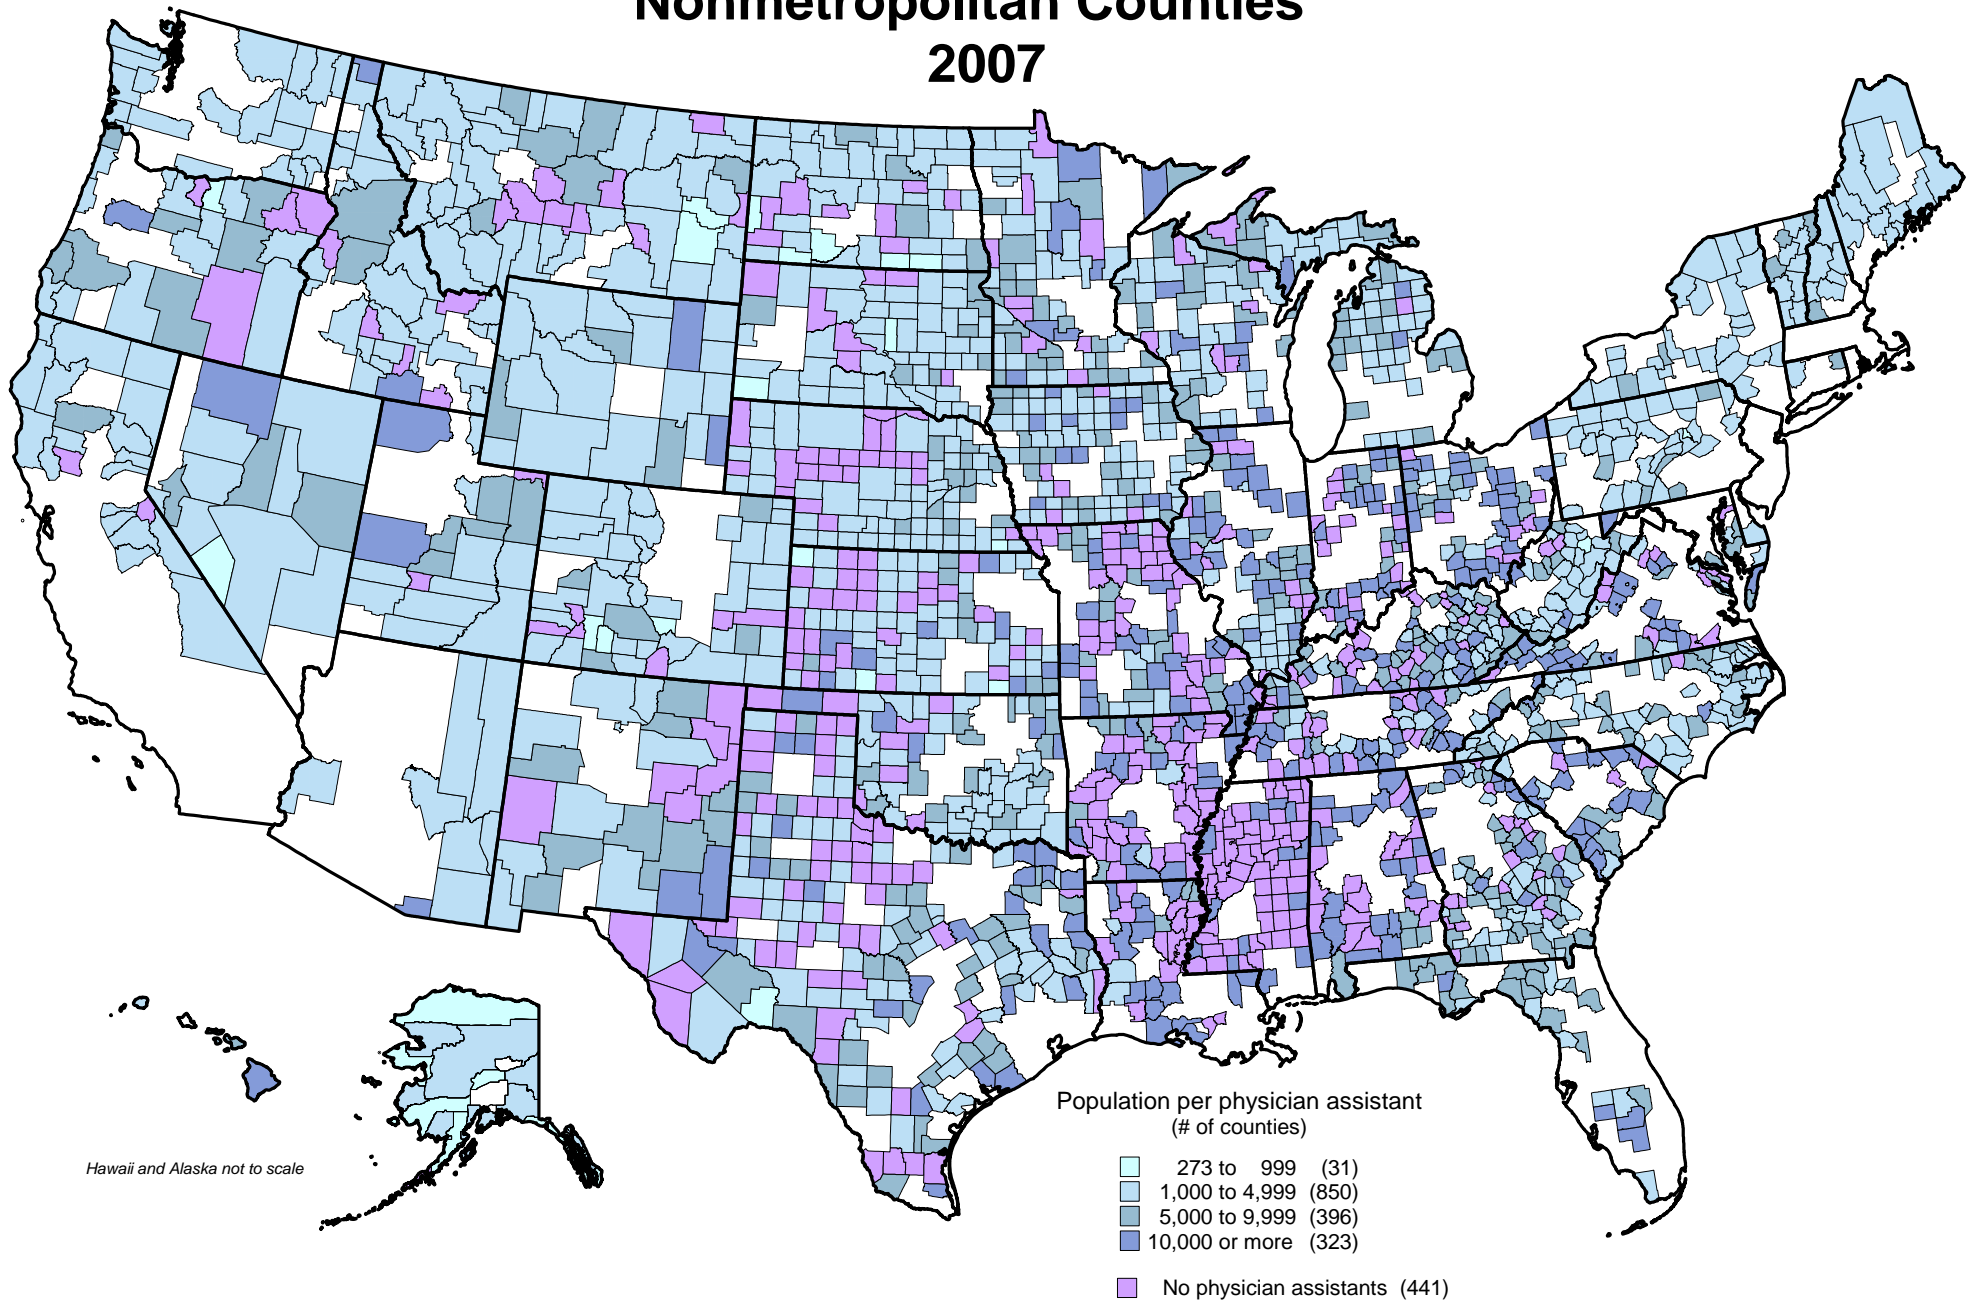 Nonmetropolitan Counties
2007
Hawaii and Alaska not to scale
Population per physician assistant
(# of counties)
273 to 999 (31)
1,000 to 4,999 (850)
5,000 to 9,999 (396)
10,000 or more (323)
No physician assistants (441)